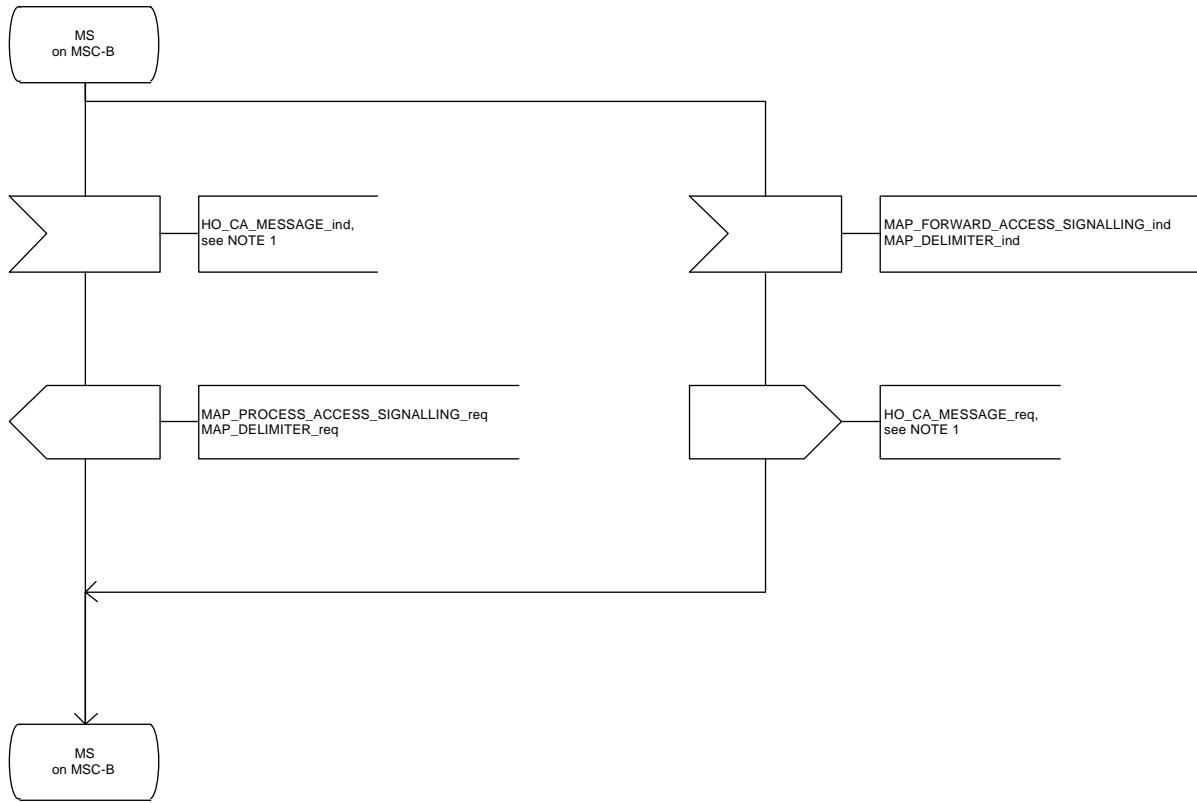 MS
on MSC-B
HO_CA_MESSAGE_ind,
see NOTE 1
MAP_FORWARD_ACCESS_SIGNALLING_ind
MAP_DELIMITER_ind
MAP_PROCESS_ACCESS_SIGNALLING_req
MAP_DELIMITER_req
HO_CA_MESSAGE_req,
see NOTE 1
MS
on MSC-B